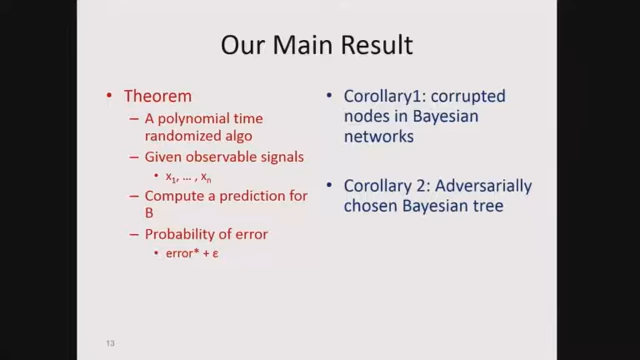 Our Main Result
• Theorem
– A polynomial time
randomized algo
– Given observable signals
• x1, … , xn
– Compute a prediction for
B
– Probability of error
• error* + ε
• Corollary1: corrupted
nodes in Bayesian
networks
• Corollary 2: Adversarially
chosen Bayesian tree
13